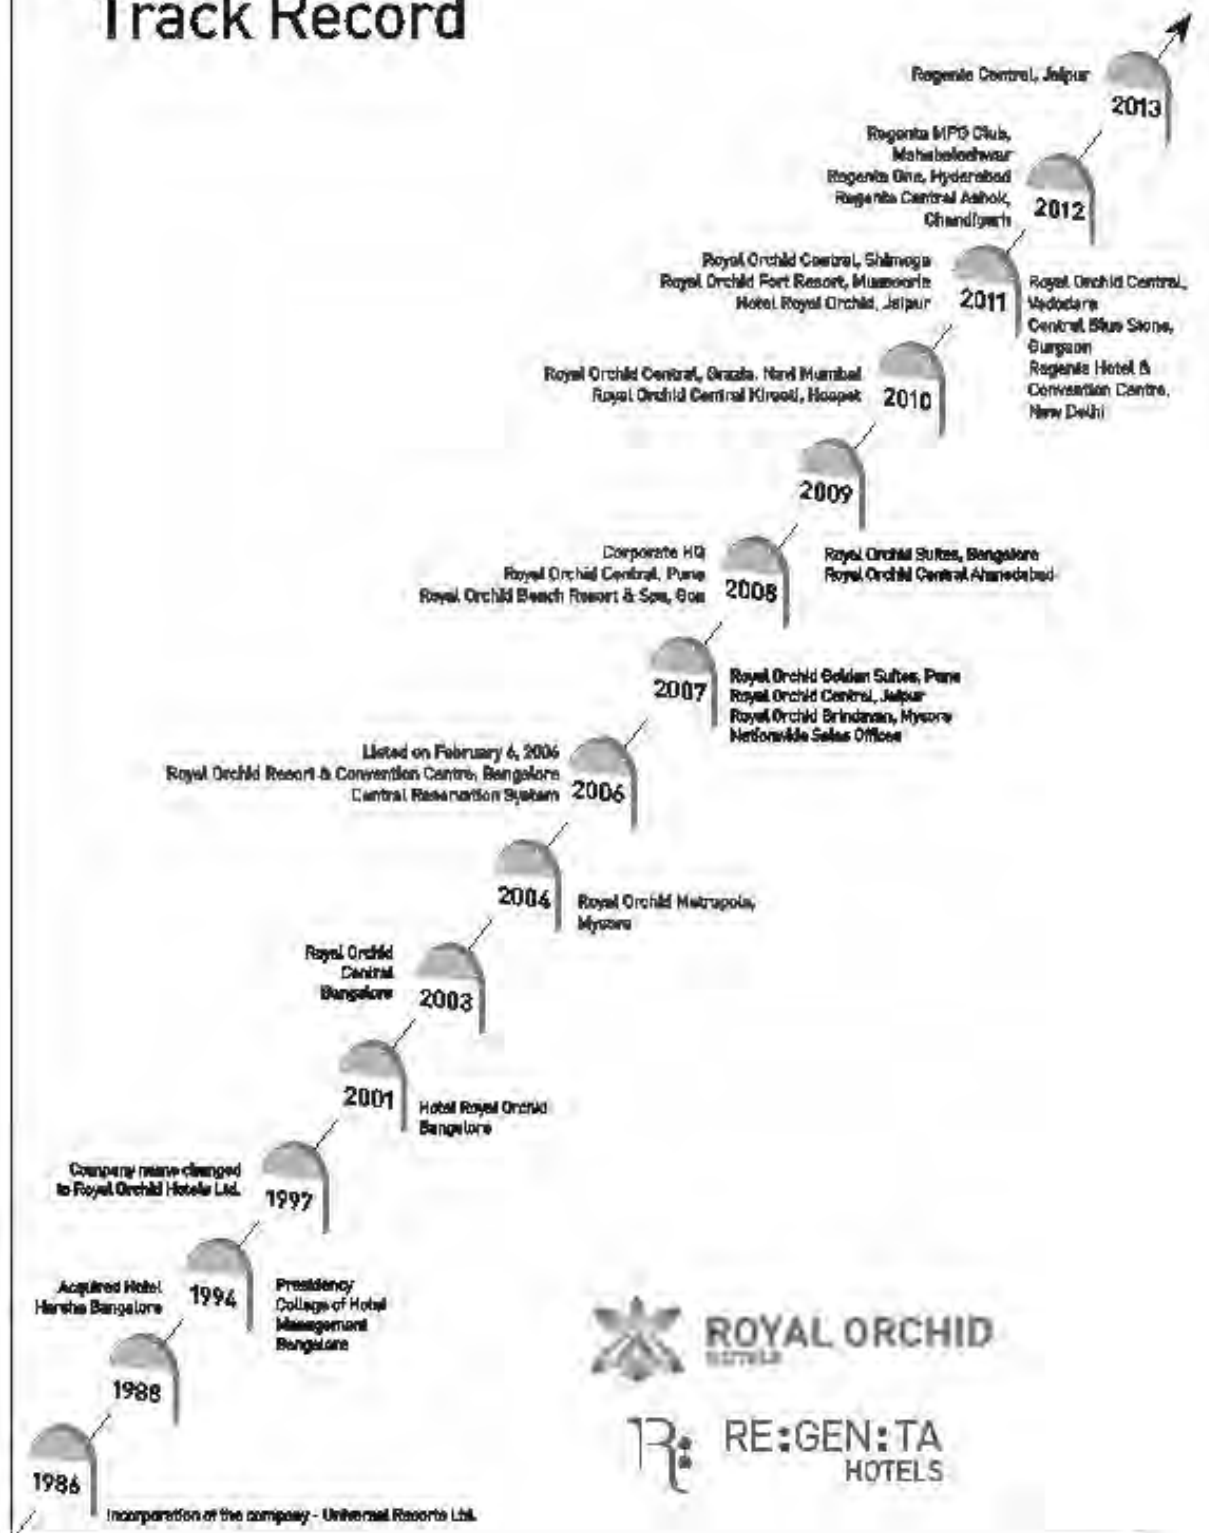 Track Record
Regenta Central, Jaipur
2013
Regenta MPG Club,
Mahabaleshwar
Regenta One, Hyderabad
Regenta Central Ashok,
Chandigarh
2012
Royal Orchid Central, Shimoga
Royal Orchid Fort Resort, Mussoorie
Hotel Royal Orchid, Jaipur
2011
Royal Orchid Central,
Vadodara
Central Blue Stone,
Gurgaon
Regenta Hotel &
Convention Centre,
New Delhi
Royal Orchid Central, Grazia, Navi Mumbai
Royal Orchid Central Kireeti, Hospet
2010
2009
Royal Orchid Suites, Bangalore
Royal Orchid Central Ahmedabad
Corporate HQ
Royal Orchid Central, Pune
Royal Orchid Beach Resort & Spa, Goa
2008
2007
Royal Orchid Golden Suites, Pune
Royal Orchid Central, Jaipur
Royal Orchid Brindavan, Mysore
Nationwide Sales Offices
Listed on February 6, 2006
Royal Orchid Resort & Convention Centre, Bangalore
Central Reservation System
2006
2004
Royal Orchid Metropole,
Mysore
Royal Orchid
Central
Bangalore
2003
2001
Hotel Royal Orchid
Bangalore
Company name changed
to Royal Orchid Hotels Ltd.
1997
1994
Presidency
College of Hotel
Management
Bangalore
Acquired Hotel
Harsha Bangalore
1988
1986
Incorporation of the company - Universal Resorts Ltd.
ROYAL ORCHID
HOTELS
RE:GEN:TA
HOTELS